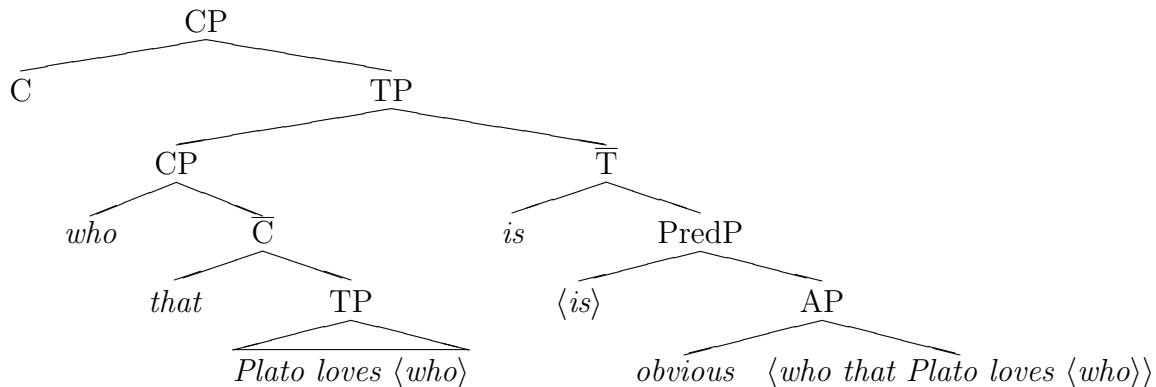 CP
C TP
CP T̅
who C̅ is PredP
that TP ⟨is⟩ AP
Plato loves ⟨who⟩ obvious ⟨who that Plato loves ⟨who⟩⟩